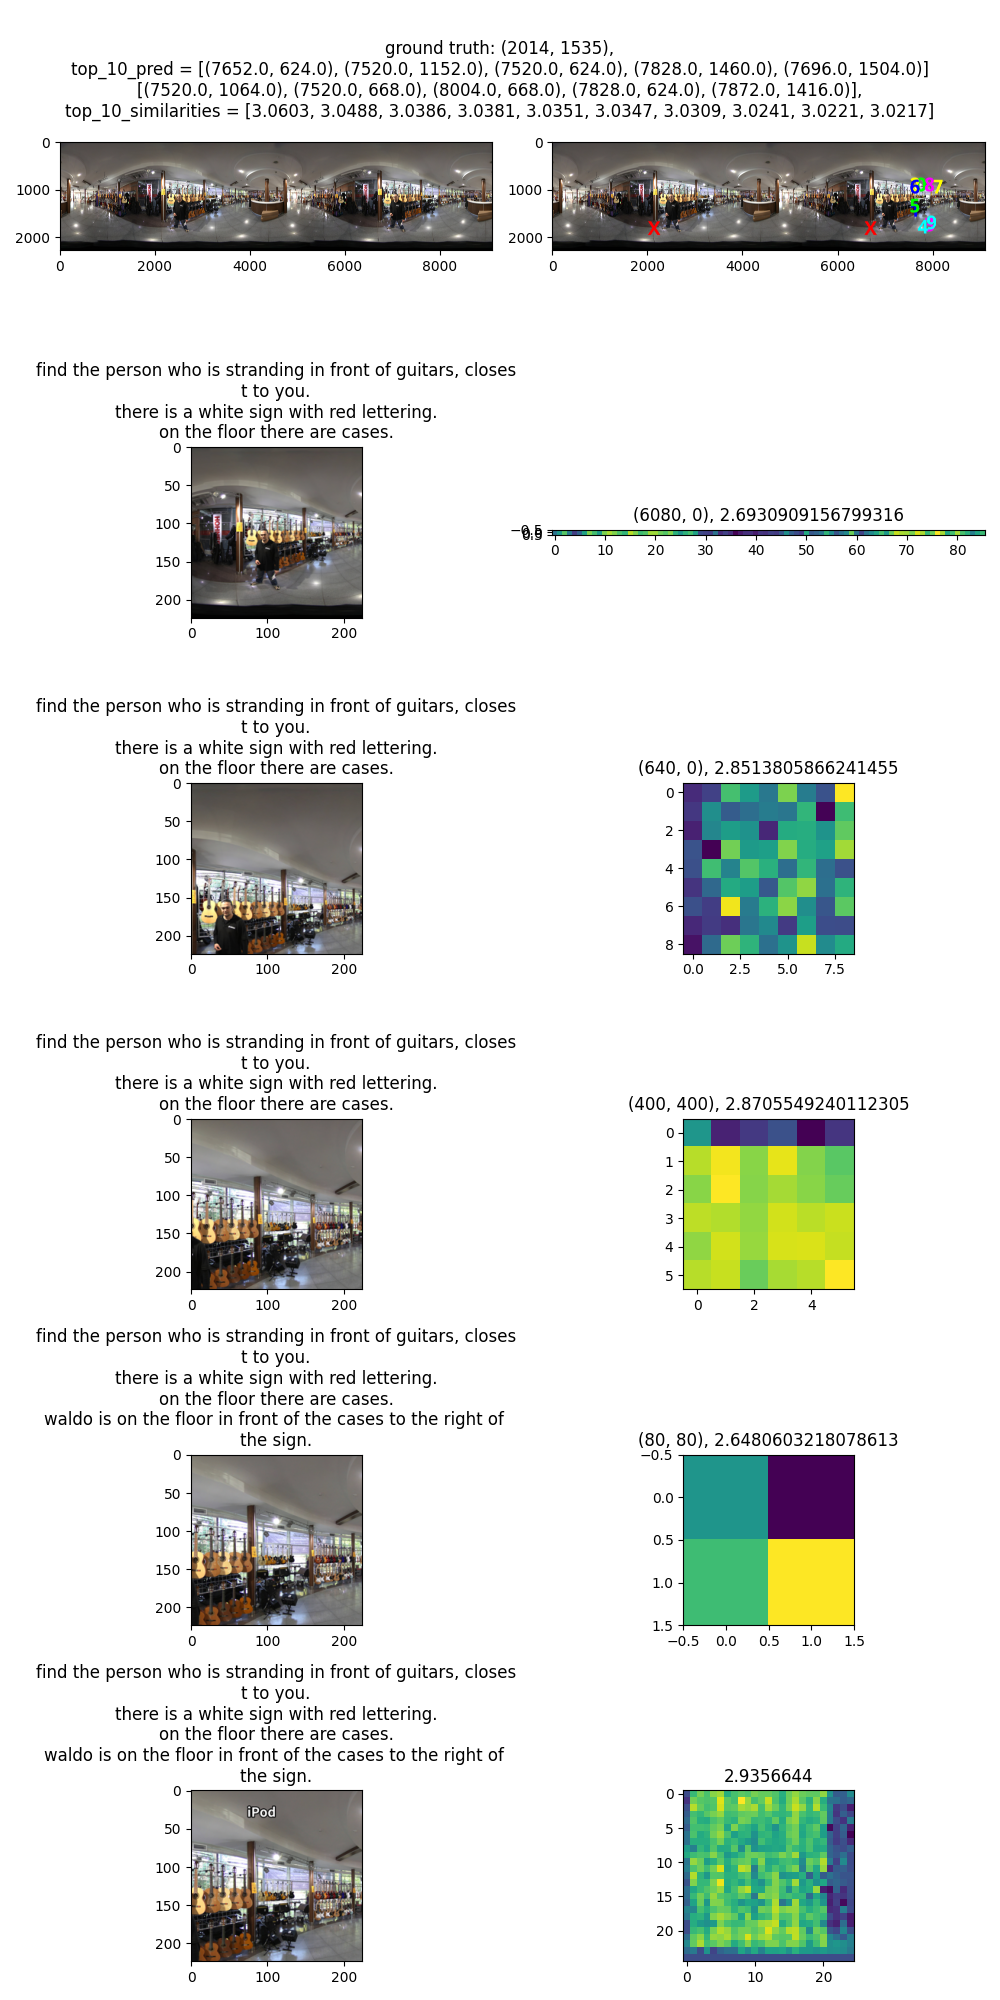 ground truth: (2014, 1535),
top_10_pred = [(7652.0, 624.0), (7520.0, 1152.0), (7520.0, 624.0), (7828.0, 1460.0), (7696.0, 1504.0)]
[(7520.0, 1064.0), (7520.0, 668.0), (8004.0, 668.0), (7828.0, 624.0), (7872.0, 1416.0)],
top_10_similarities = [3.0603, 3.0488, 3.0386, 3.0381, 3.0351, 3.0347, 3.0309, 3.0241, 3.0221, 3.0217]
0
1000
2000
0 2000 4000 6000 8000
0
1000
2000
X X 6 7 5 4 9
0 2000 4000 6000 8000
find the person who is stranding in front of guitars, closes
t to you.
there is a white sign with red lettering.
on the floor there are cases.
0
50
100
150
200
0 100 200
(6080, 0), 2.6930909156799316
0 10 20 30 40 50 60 70 80
find the person who is stranding in front of guitars, closes
t to you.
there is a white sign with red lettering.
on the floor there are cases.
0
50
100
150
200
0 100 200
(640, 0), 2.8513805866241455
0
2
4
6
8
0.0 2.5 5.0 7.5
find the person who is stranding in front of guitars, closes
t to you.
there is a white sign with red lettering.
on the floor there are cases.
0
50
100
150
200
0 100 200
(400, 400), 2.8705549240112305
0
1
2
3
4
5
0 2 4
find the person who is stranding in front of guitars, closes
t to you.
there is a white sign with red lettering.
on the floor there are cases.
waldo is on the floor in front of the cases to the right of
the sign.
0
50
100
150
200
0 100 200
(80, 80), 2.6480603218078613
−0.5
0.0
0.5
1.0
1.5
−0.5 0.0 0.5 1.0 1.5
find the person who is stranding in front of guitars, closes
t to you.
there is a white sign with red lettering.
on the floor there are cases.
waldo is on the floor in front of the cases to the right of
the sign.
0
50
100
150
200
iPod
0 100 200
2.9356644
0
5
10
15
20
0 10 20